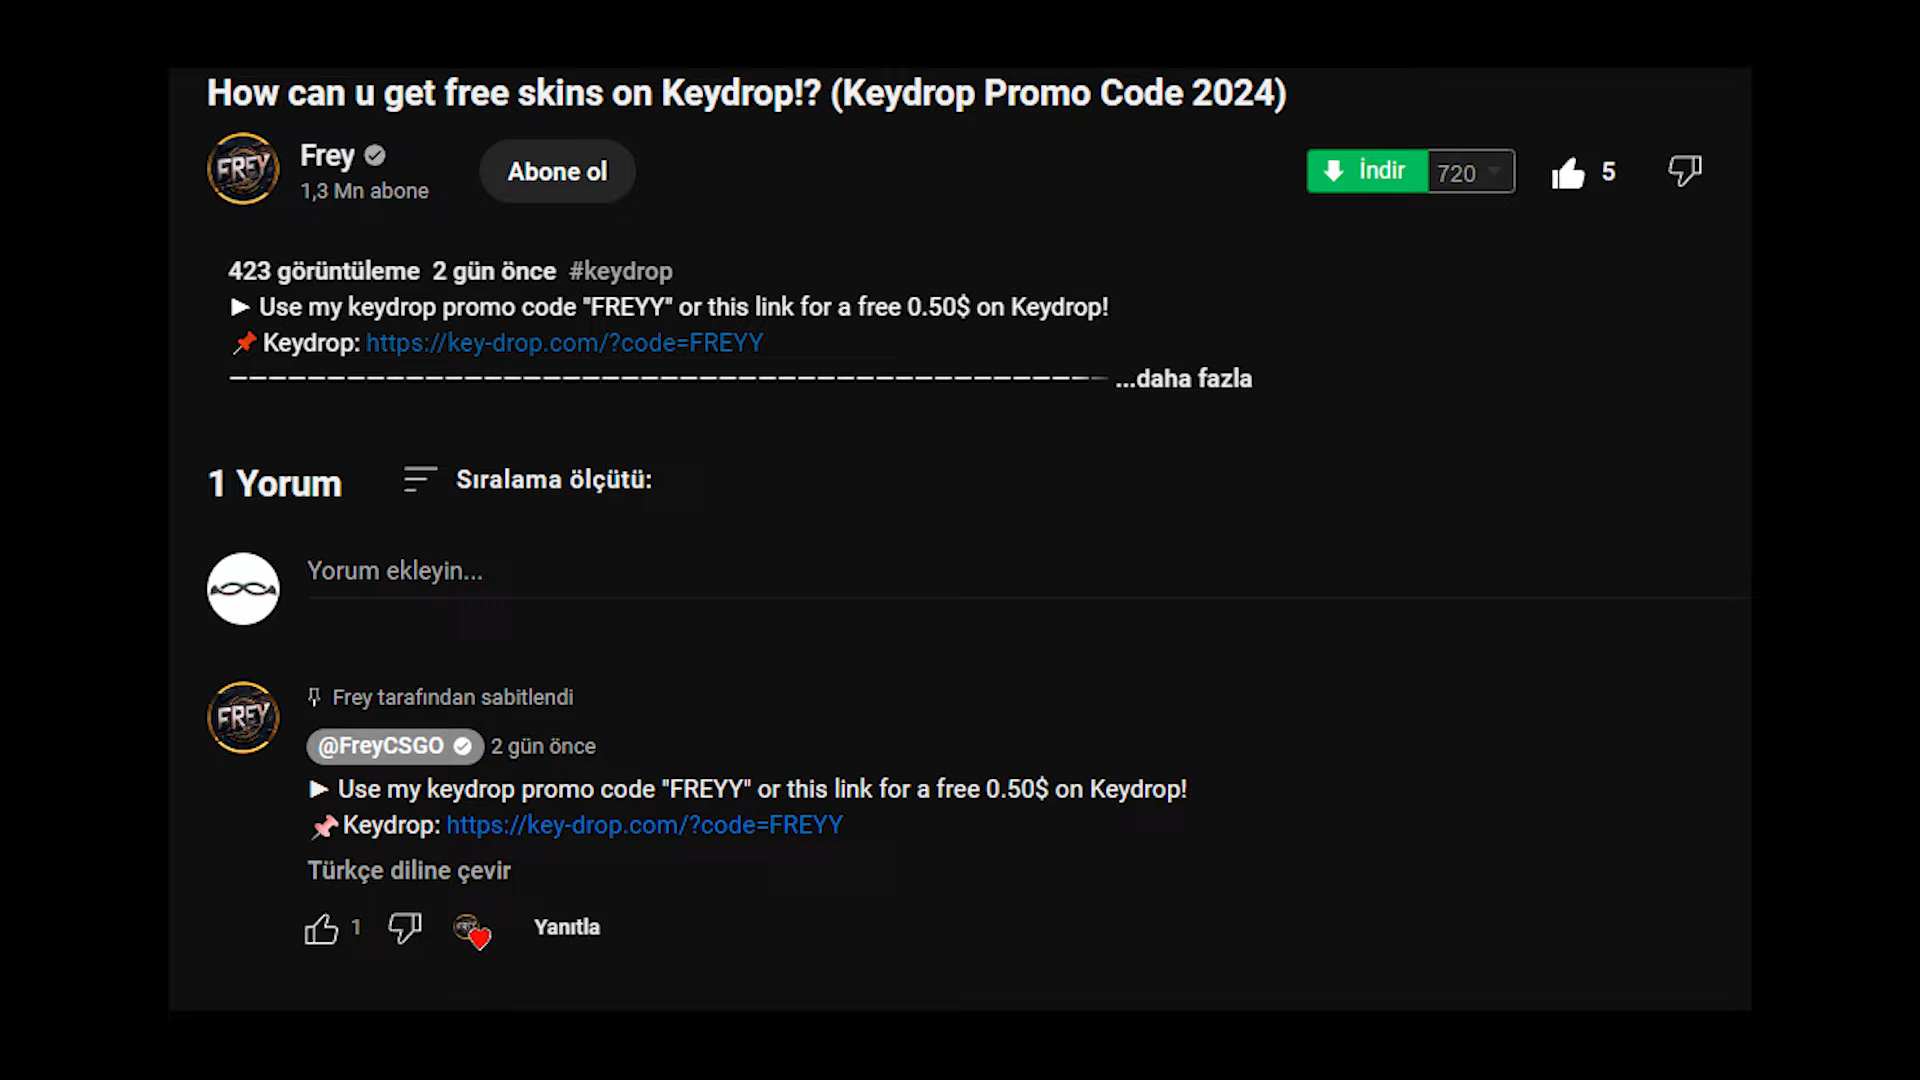 How can u get free skins on Keydrop!? (Keydrop Promo Code 2024)
FREY
Frey
1,3 Mn abone
Abone ol
İndir
720
5
423 görüntüleme 2 gün önce #keydrop
▶ Use my keydrop promo code "FREYY" or this link for a free 0.50$ on Keydrop!
📌 Keydrop: https://key-drop.com/?code=FREYY
———————————————————————————————————————————— ...daha fazla
1 Yorum
Sıralama ölçütü:
Yorum ekleyin...
FREY
Frey tarafından sabitlendi
@FreyCSGO 2 gün önce
▶ Use my keydrop promo code "FREYY" or this link for a free 0.50$ on Keydrop!
📌 Keydrop: https://key-drop.com/?code=FREYY
Türkçe diline çevir
1
Yanıtla